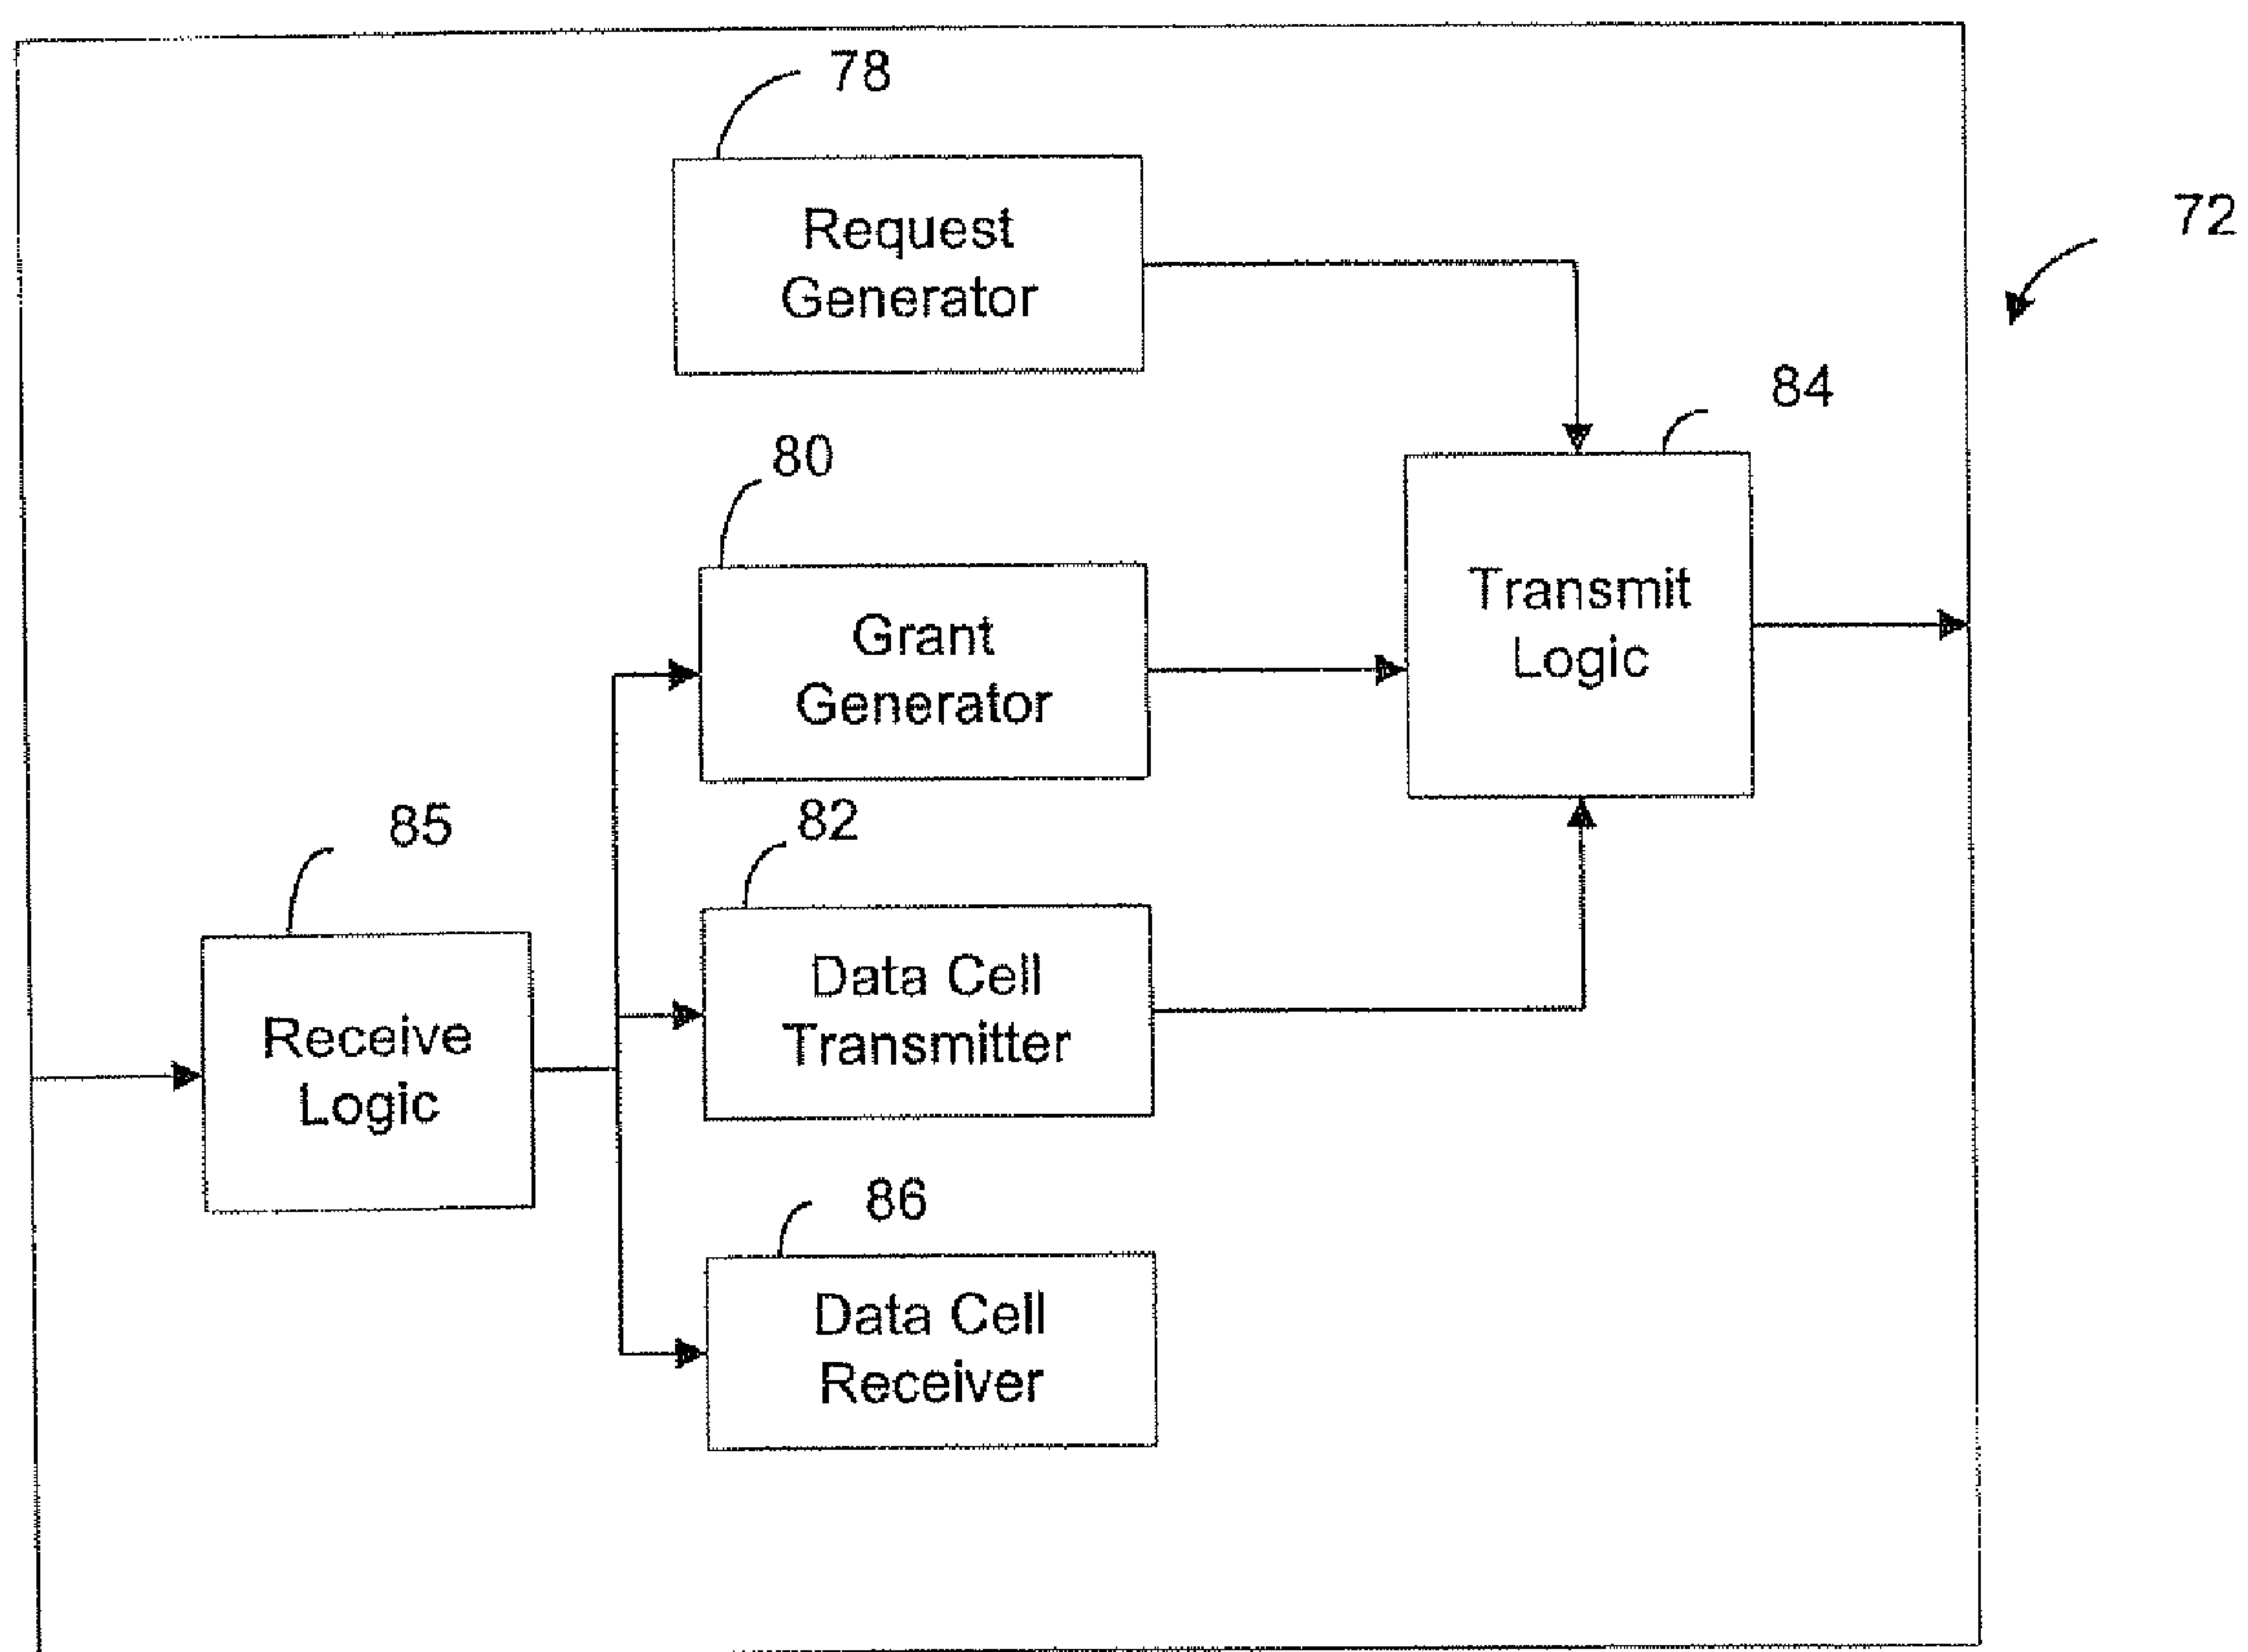 78
Request
Generator
72
84
80
Grant
Generator
Transmit
Logic
85
82
Receive
Logic
Data Cell
Transmitter
86
Data Cell
Receiver